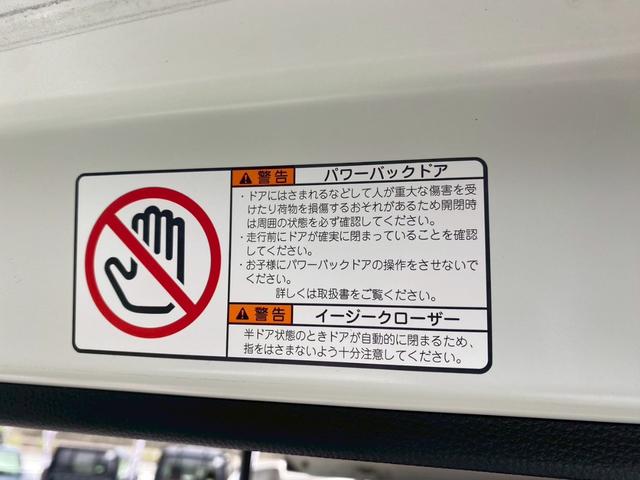 警告 パワーバックドア
・ドアにはさまれるなどして人が重大な傷害を受
けたり荷物を損傷するおそれがあるため開閉時
は周囲の状態を必ず確認してください。
・走行前にドアが確実に閉まっていることを確認
してください。
・お子様にパワーバックドアの操作をさせないで
ください。
詳しくは取扱書をご覧ください。
警告 イージークローザー
半ドア状態のときドアが自動的に閉まるため、
指をはさまないよう十分注意してください。